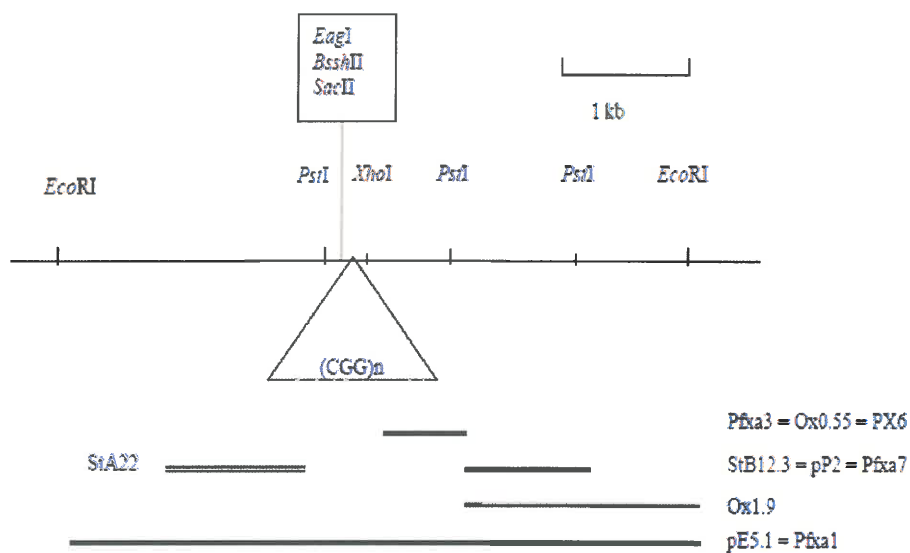 EagI
BsshII
SacII
1 kb
EcoRI
PstI
XhoI
PstI
PstI
EcoRI
(CGG)n
Pfxa3 = Ox0.55 = PX6
StA22
StB12.3 = pP2 = Pfxa7
Ox1.9
pE5.1 = Pfxa1